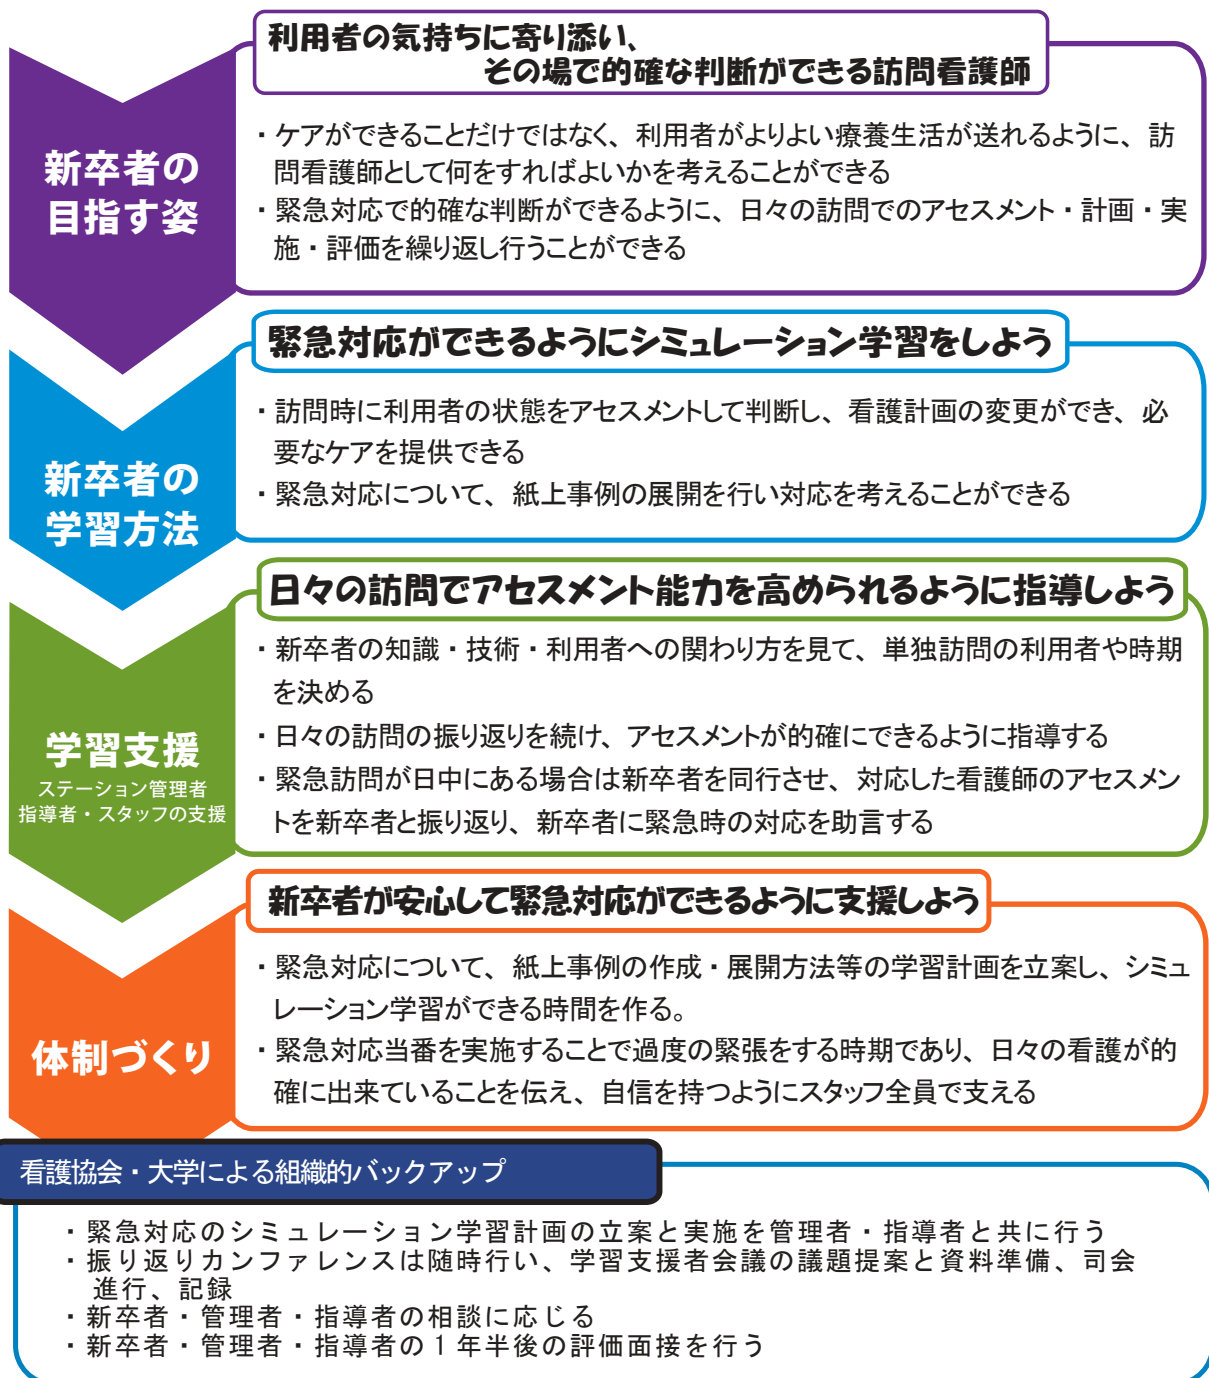 利用者の気持ちに寄り添い、
その場で的確な判断ができる訪問看護師
新卒者の
目指す姿
・ケアができることだけではなく、利用者がよりよい療養生活が送れるように、訪
問看護師として何をすればよいかを考えることができる
・緊急対応で的確な判断ができるように、日々の訪問でのアセスメント・計画・実
施・評価を繰り返し行うことができる
緊急対応ができるようにシミュレーション学習をしよう
新卒者の
学習方法
・訪問時に利用者の状態をアセスメントして判断し、看護計画の変更ができ、必
要なケアを提供できる
・緊急対応について、紙上事例の展開を行い対応を考えることができる
日々の訪問でアセスメント能力を高められるように指導しよう
学習支援
ステーション管理者
指導者・スタッフの支援
・新卒者の知識・技術・利用者への関わり方を見て、単独訪問の利用者や時期
を決める
・日々の訪問の振り返りを続け、アセスメントが的確にできるように指導する
・緊急訪問が日中にある場合は新卒者を同行させ、対応した看護師のアセスメン
トを新卒者と振り返り、新卒者に緊急時の対応を助言する
新卒者が安心して緊急対応ができるように支援しよう
体制づくり
・緊急対応について、紙上事例の作成・展開方法等の学習計画を立案し、シミュ
レーション学習ができる時間を作る。
・緊急対応当番を実施することで過度の緊張をする時期であり、日々の看護が的
確に出来ていることを伝え、自信を持つようにスタッフ全員で支える
看護協会・大学による組織的バックアップ
・緊急対応のシミュレーション学習計画の立案と実施を管理者・指導者と共に行う
・振り返りカンファレンスは随時行い、学習支援者会議の議題提案と資料準備、司会
進行、記録
・新卒者・管理者・指導者の相談に応じる
・新卒者・管理者・指導者の1年半後の評価面接を行う